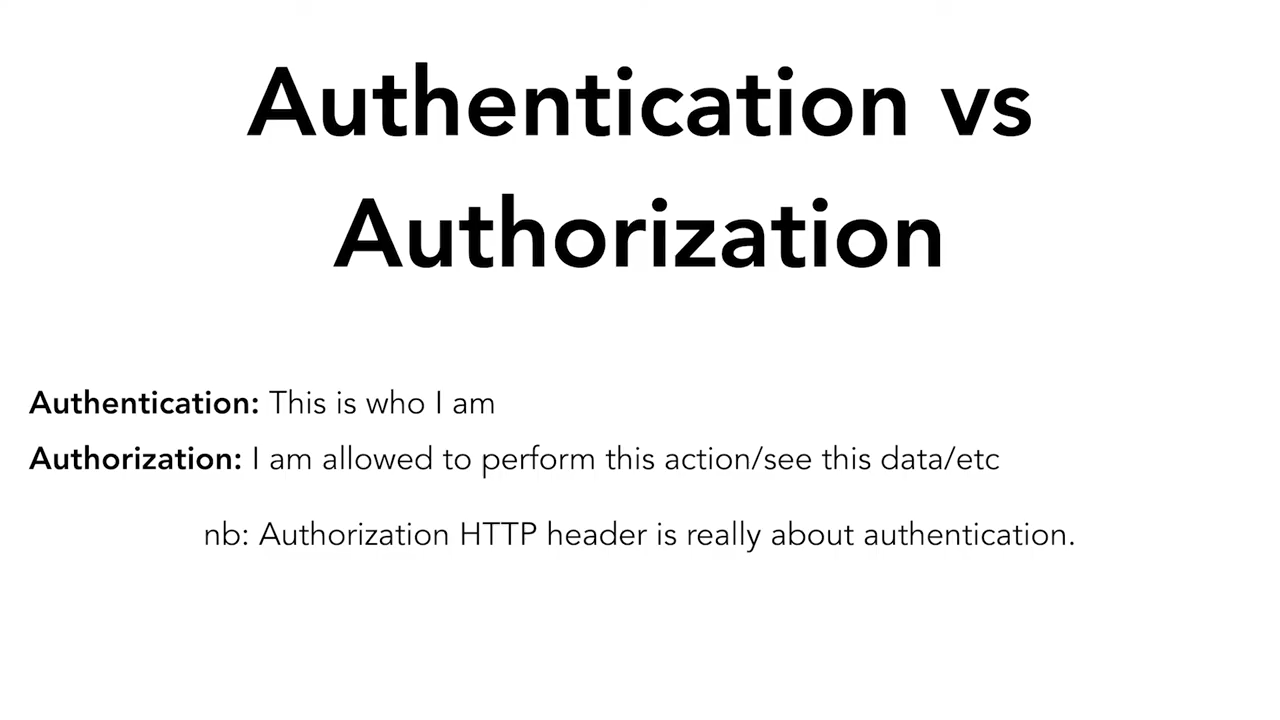 Authentication vs
Authorization
Authentication: This is who I am
Authorization: I am allowed to perform this action/see this data/etc
nb: Authorization HTTP header is really about authentication.